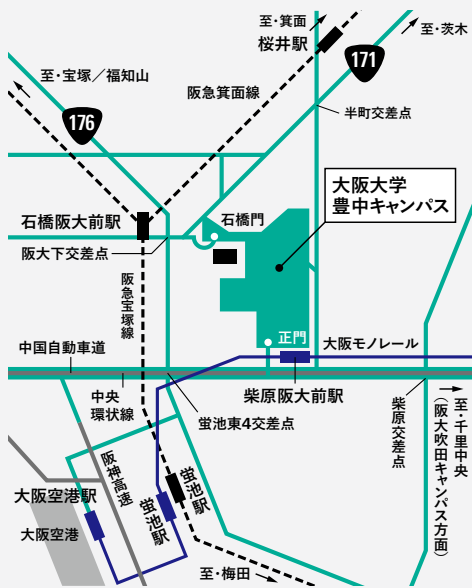 至・箕面
桜井駅
至・茨木
171
至・宝塚／福知山
阪急箕面線
176
半町交差点
大阪大学
豊中キャンパス
石橋阪大前駅
石橋門
阪大下交差点
阪急宝塚線
正門
大阪モノレール
中国自動車道
柴原阪大前駅
中央
環状線
蛍池東4交差点
柴原交差点
至・千里中央
（阪大吹田キャンパス方面）
阪神高速
大阪空港駅
大阪空港
蛍池駅
蛍池駅
至・梅田